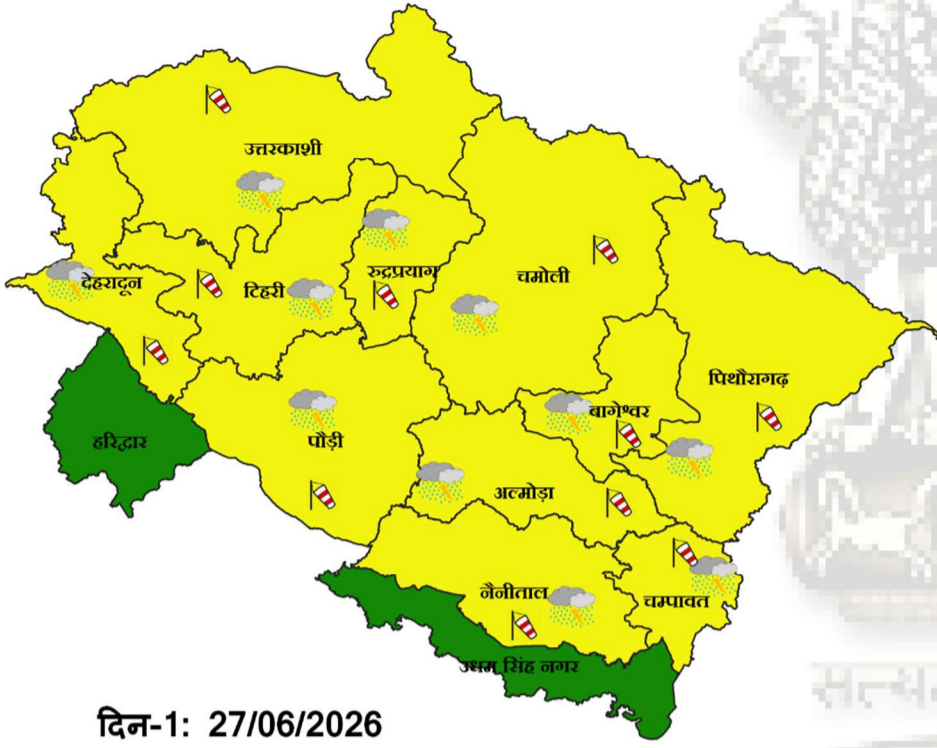 उत्तरकाशी
देहरादून
टिहरी
रुद्रप्रयाग
चमोली
पिथौरागढ़
हरिद्वार
पौड़ी
बागेश्वर
अल्मोड़ा
नैनीताल
चम्पावत
उधम सिंह नगर
दिन-1: 27/06/2026